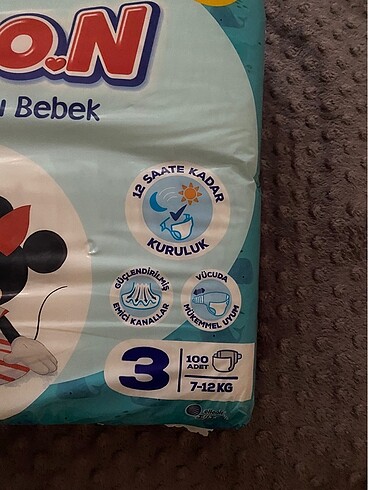 O.N
ı Bebek
12 SAATE KADAR
KURULUK
GÜÇLENDİRİLMİŞ
EMİCİ KANALLAR
VÜCUDA
MÜKEMMEL UYUM
3
100
ADET
7-12 KG